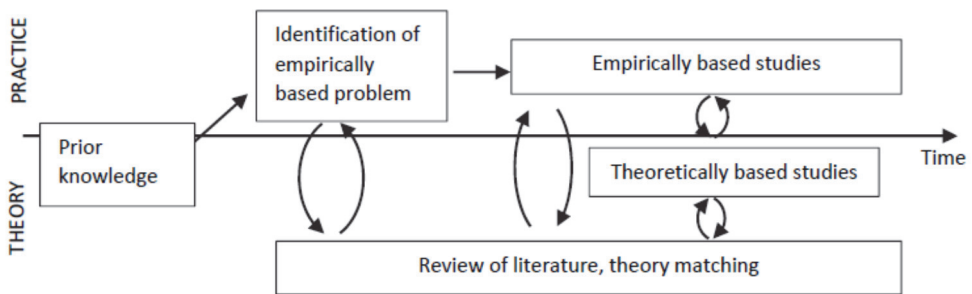 PRACTICE
Identification of
empirically
based problem
Empirically based studies
Prior
knowledge
Time
Theoretically based studies
THEORY
Review of literature, theory matching